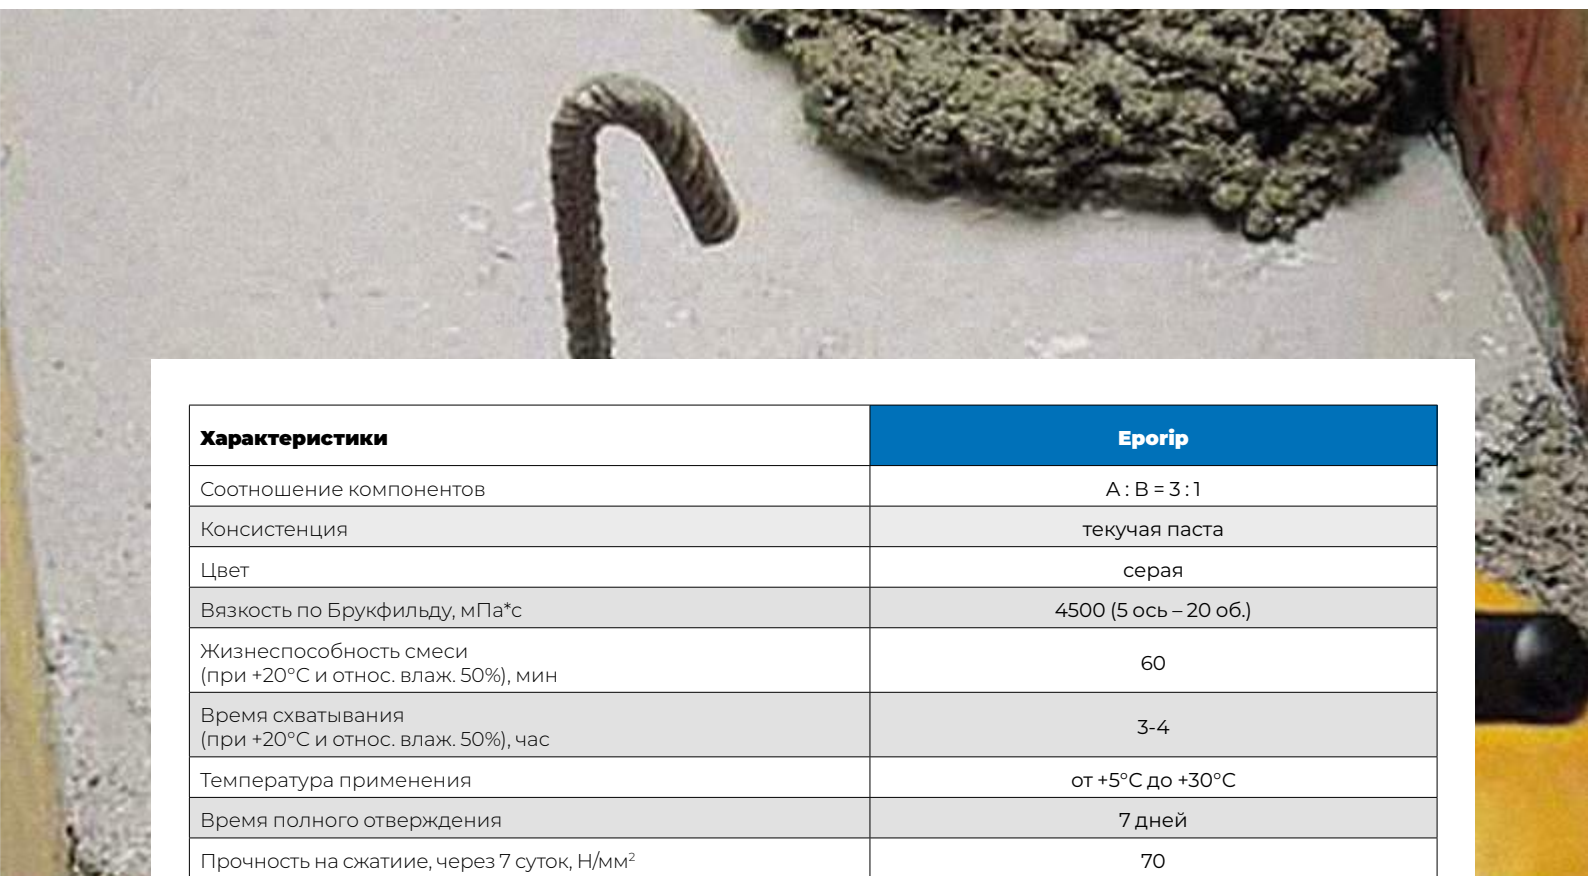 Характеристики Eporip
Соотношение компонентов A : B = 3 : 1
Консистенция текучая паста
Цвет серая
Вязкость по Брукфильду, мПа*с 4500 (5 ось – 20 об.)
Жизнеспособность смеси
(при +20°C и относ. влаж. 50%), мин 60
Время схватывания
(при +20°C и относ. влаж. 50%), час 3-4
Температура применения от +5°C до +30°C
Время полного отверждения 7 дней
Прочность на сжатиие, через 7 суток, Н/мм² 70